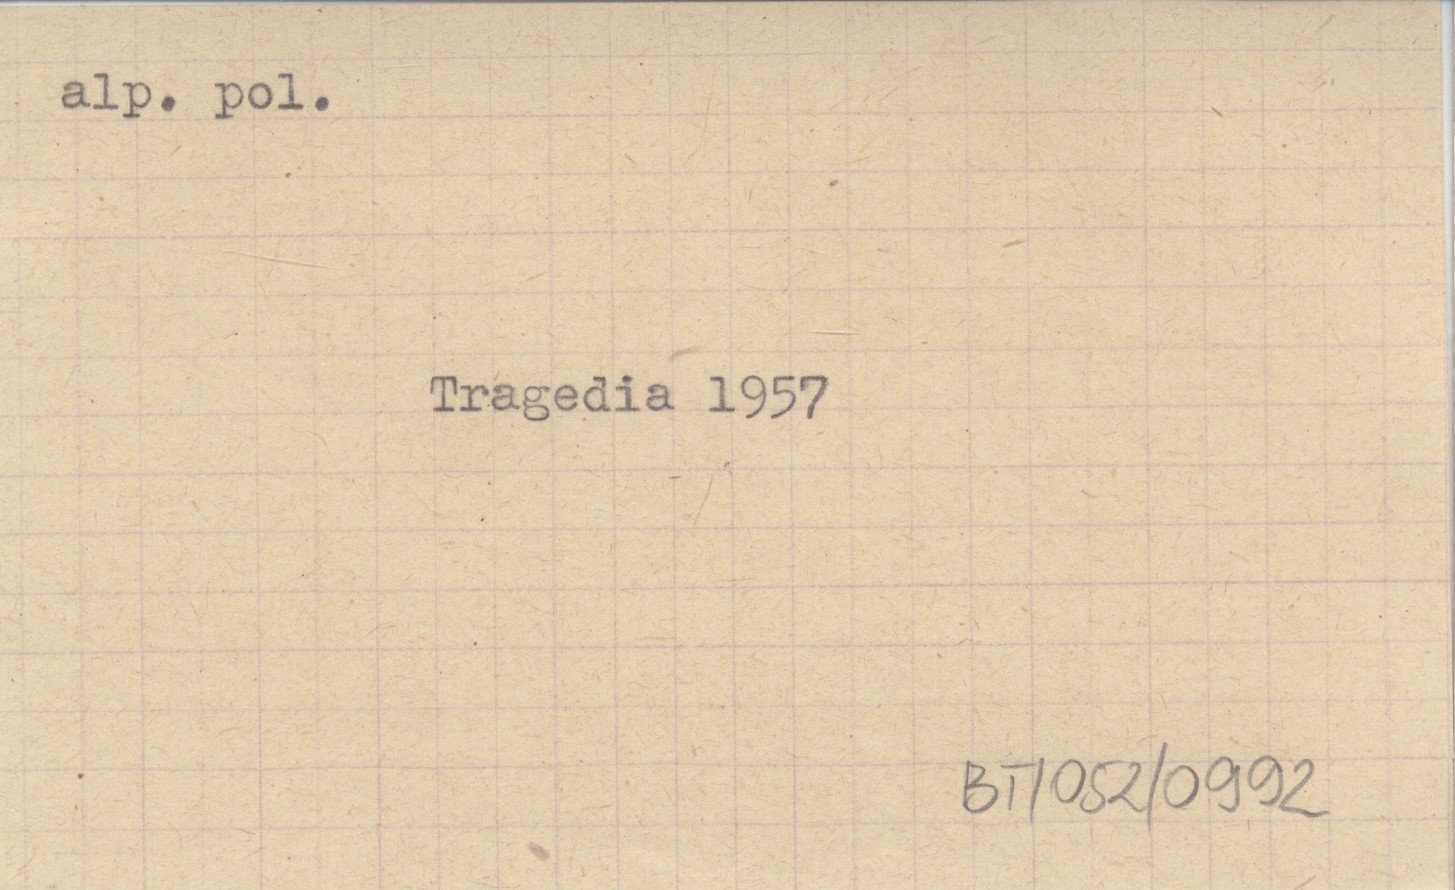 alp. pol.
Tragedia 1957
BT/052/0992